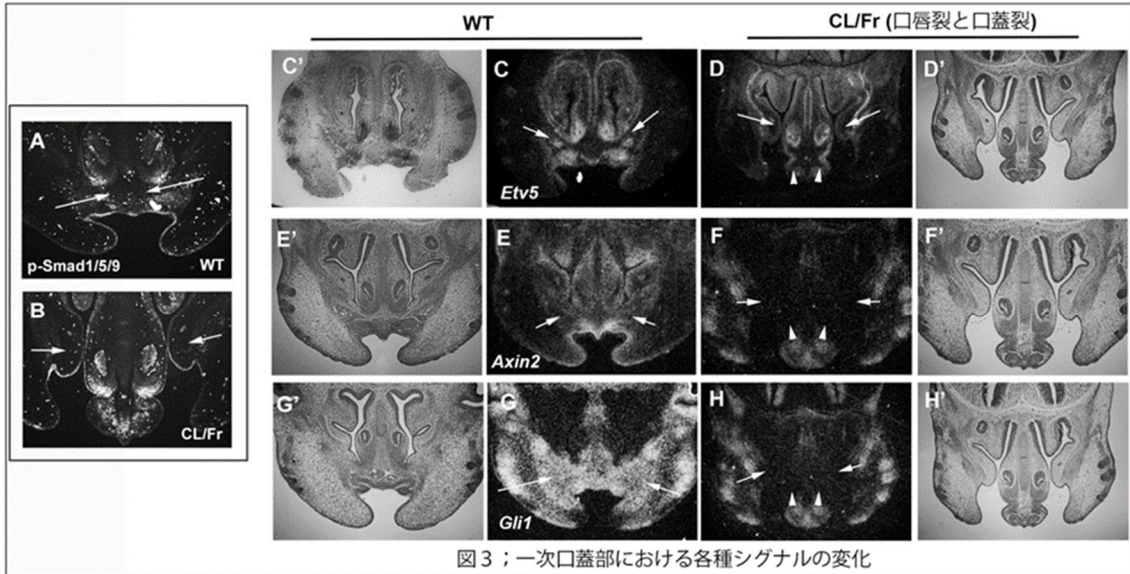 WT
CL/Fr (口唇裂と口蓋裂)
A
p-Smad1/5/9
WT
B
CL/Fr
C'
C
Etv5
D
D'
E'
E
Axin2
F
F'
G'
G
Gli1
H
H'
図３；一次口蓋部における各種シグナルの変化